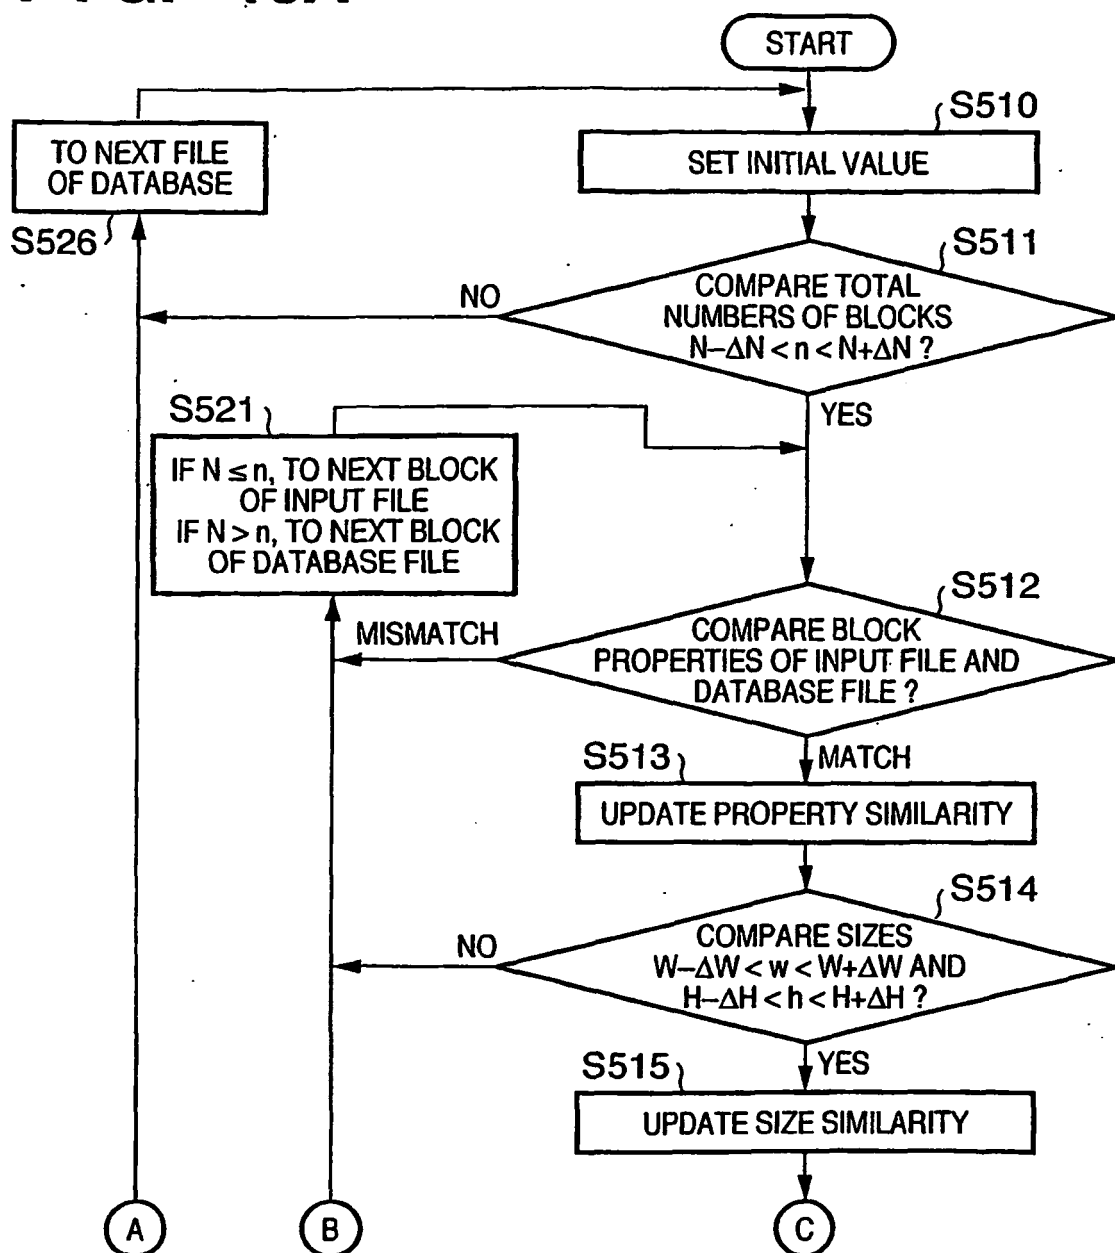 START
S510
TO NEXT FILE
OF DATABASE
SET INITIAL VALUE
S526
S511
NO
COMPARE TOTAL
NUMBERS OF BLOCKS
N−ΔN < n < N+ΔN ?
YES
S521
IF N ≤ n, TO NEXT BLOCK
OF INPUT FILE
IF N > n, TO NEXT BLOCK
OF DATABASE FILE
S512
MISMATCH
COMPARE BLOCK
PROPERTIES OF INPUT FILE AND
DATABASE FILE ?
MATCH
S513
UPDATE PROPERTY SIMILARITY
S514
NO
COMPARE SIZES
W−ΔW < w < W+ΔW AND
H−ΔH < h < H+ΔH ?
YES
S515
UPDATE SIZE SIMILARITY
A
B
C